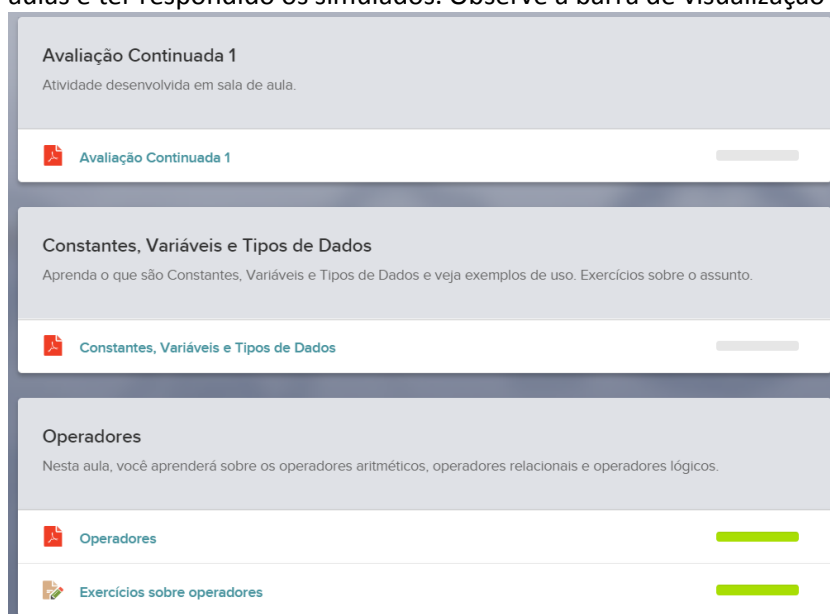 aulas e ter respondido os simulados. Observe a barra de visualização
Avaliação Continuada 1
Atividade desenvolvida em sala de aula.
Avaliação Continuada 1
Constantes, Variáveis e Tipos de Dados
Aprenda o que são Constantes, Variáveis e Tipos de Dados e veja exemplos de uso. Exercícios sobre o assunto.
Constantes, Variáveis e Tipos de Dados
Operadores
Nesta aula, você aprenderá sobre os operadores aritméticos, operadores relacionais e operadores lógicos.
Operadores
Exercícios sobre operadores